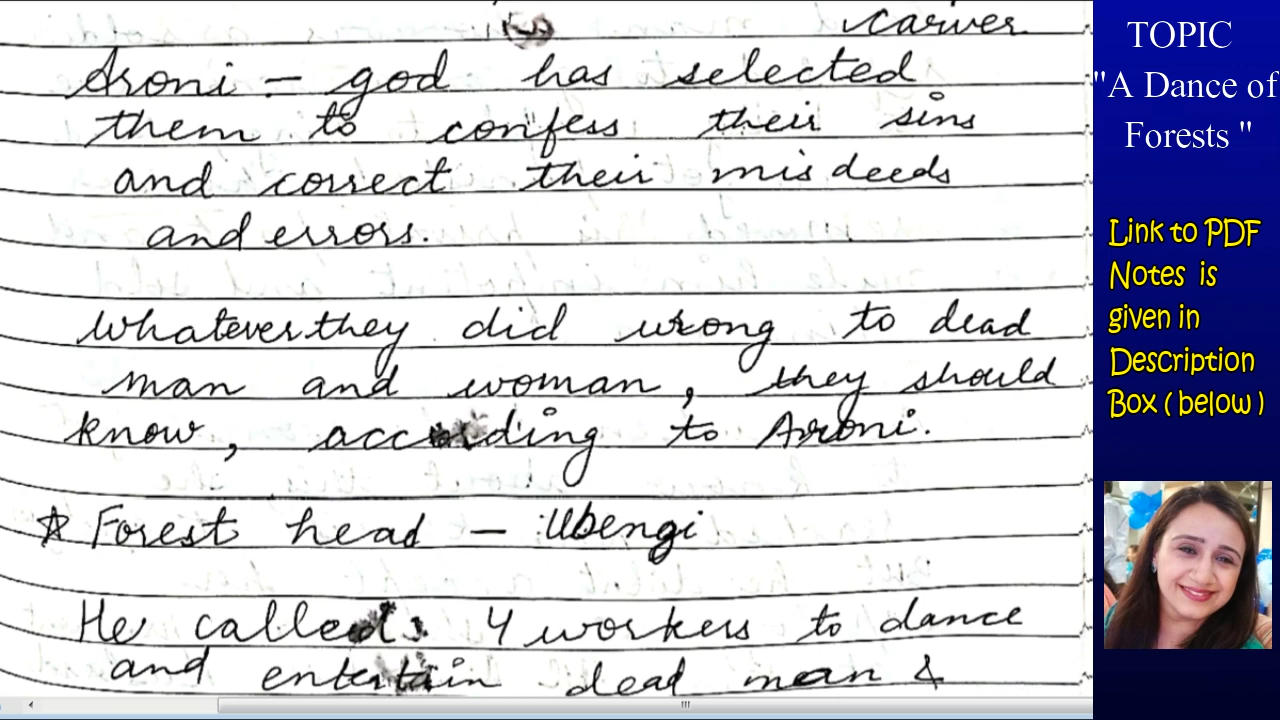 carver
Aroni - god has selected
them to confess their sins
and correct their misdeeds
and errors.
Whatever they did wrong to dead
man and woman, they should
know, according to Aroni.
☆ Forest head - Ubengi
He called 4 workers to dance
and entertain dead man &
TOPIC
"A Dance of
Forests "
Link to PDF
Notes is
given in
Description
Box ( below )